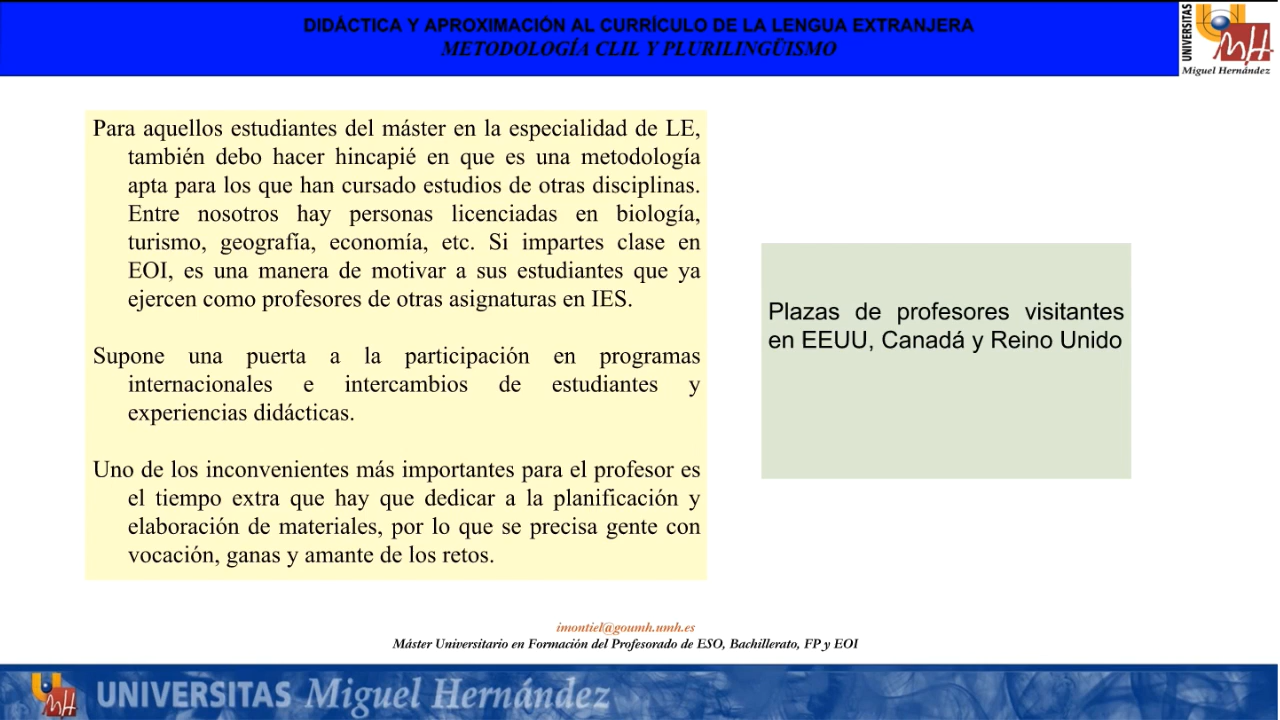 DIDÁCTICA Y APROXIMACIÓN AL CURRÍCULO DE LA LENGUA EXTRANJERA
METODOLOGÍA CLIL Y PLURILINGÜISMO
UNIVERSITAS
Miguel Hernández
Para aquellos estudiantes del máster en la especialidad de LE,
también debo hacer hincapié en que es una metodología
apta para los que han cursado estudios de otras disciplinas.
Entre nosotros hay personas licenciadas en biología,
turismo, geografía, economía, etc. Si impartes clase en
EOI, es una manera de motivar a sus estudiantes que ya
ejercen como profesores de otras asignaturas en IES.
Supone una puerta a la participación en programas
internacionales e intercambios de estudiantes y
experiencias didácticas.
Uno de los inconvenientes más importantes para el profesor es
el tiempo extra que hay que dedicar a la planificación y
elaboración de materiales, por lo que se precisa gente con
vocación, ganas y amante de los retos.
Plazas de profesores visitantes
en EEUU, Canadá y Reino Unido
imontiel@goumh.umh.es
Máster Universitario en Formación del Profesorado de ESO, Bachillerato, FP y EOI
UNIVERSITAS Miguel Hernández